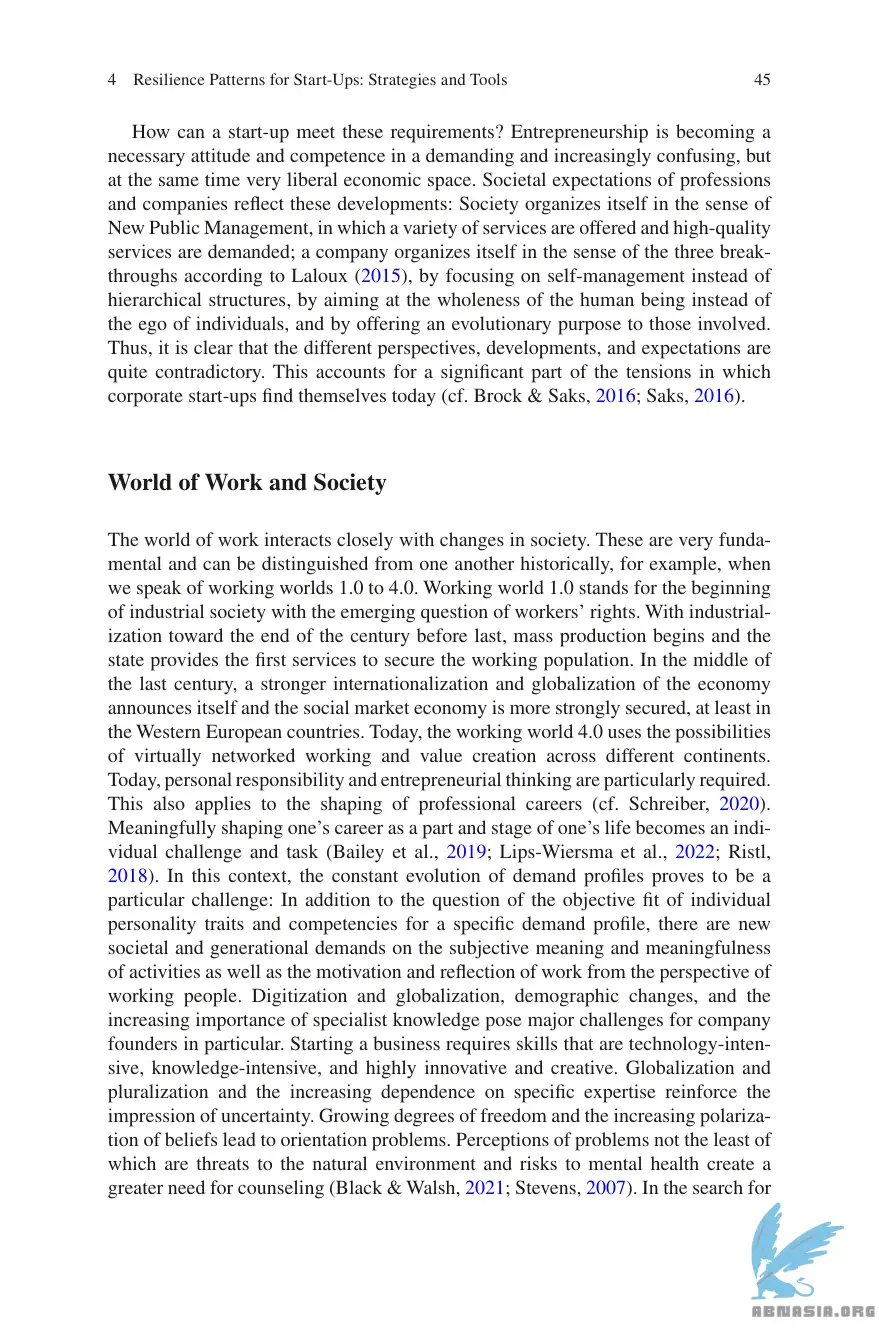 4 Resilience Patterns for Start-Ups: Strategies and Tools 45
How can a start-up meet these requirements? Entrepreneurship is becoming a
necessary attitude and competence in a demanding and increasingly confusing, but
at the same time very liberal economic space. Societal expectations of professions
and companies reflect these developments: Society organizes itself in the sense of
New Public Management, in which a variety of services are offered and high-quality
services are demanded; a company organizes itself in the sense of the three break-
throughs according to Laloux (2015), by focusing on self-management instead of
hierarchical structures, by aiming at the wholeness of the human being instead of
the ego of individuals, and by offering an evolutionary purpose to those involved.
Thus, it is clear that the different perspectives, developments, and expectations are
quite contradictory. This accounts for a significant part of the tensions in which
corporate start-ups find themselves today (cf. Brock & Saks, 2016; Saks, 2016).
World of Work and Society
The world of work interacts closely with changes in society. These are very funda-
mental and can be distinguished from one another historically, for example, when
we speak of working worlds 1.0 to 4.0. Working world 1.0 stands for the beginning
of industrial society with the emerging question of workers’ rights. With industrial-
ization toward the end of the century before last, mass production begins and the
state provides the first services to secure the working population. In the middle of
the last century, a stronger internationalization and globalization of the economy
announces itself and the social market economy is more strongly secured, at least in
the Western European countries. Today, the working world 4.0 uses the possibilities
of virtually networked working and value creation across different continents.
Today, personal responsibility and entrepreneurial thinking are particularly required.
This also applies to the shaping of professional careers (cf. Schreiber, 2020).
Meaningfully shaping one’s career as a part and stage of one’s life becomes an indi-
vidual challenge and task (Bailey et al., 2019; Lips-Wiersma et al., 2022; Ristl,
2018). In this context, the constant evolution of demand profiles proves to be a
particular challenge: In addition to the question of the objective fit of individual
personality traits and competencies for a specific demand profile, there are new
societal and generational demands on the subjective meaning and meaningfulness
of activities as well as the motivation and reflection of work from the perspective of
working people. Digitization and globalization, demographic changes, and the
increasing importance of specialist knowledge pose major challenges for company
founders in particular. Starting a business requires skills that are technology-inten-
sive, knowledge-intensive, and highly innovative and creative. Globalization and
pluralization and the increasing dependence on specific expertise reinforce the
impression of uncertainty. Growing degrees of freedom and the increasing polariza-
tion of beliefs lead to orientation problems. Perceptions of problems not the least of
which are threats to the natural environment and risks to mental health create a
greater need for counseling (Black & Walsh, 2021; Stevens, 2007). In the search for
ABNASIA.ORG